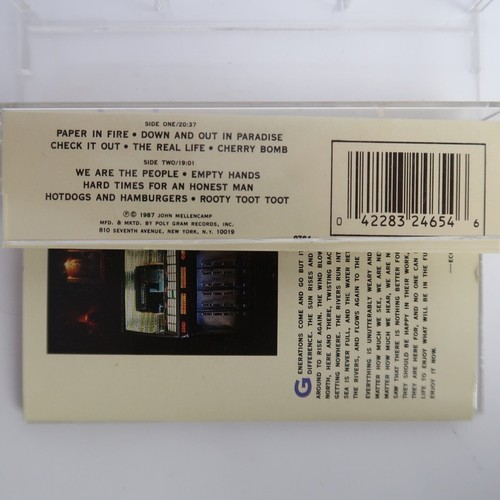 SIDE ONE/20:37
PAPER IN FIRE • DOWN AND OUT IN PARADISE
CHECK IT OUT • THE REAL LIFE • CHERRY BOMB
SIDE TWO/19:01
WE ARE THE PEOPLE • EMPTY HANDS
HARD TIMES FOR AN HONEST MAN
HOTDOGS AND HAMBURGERS • ROOTY TOOT TOOT
Ⓟ© 1987 JOHN MELLENCAMP
MFD. & MKTD. BY POLY GRAM RECORDS, INC.
810 SEVENTH AVENUE, NEW YORK, N.Y. 10019
0 42283 24654 6
GENERATIONS COME AND GO BUT IT
DIFFERENCE. THE SUN RISES AND
AROUND TO RISE AGAIN. THE WIND BLOW
NORTH, HERE AND THERE, TWISTING BAC
GETTING NOWHERE. THE RIVERS RUN INT
SEA IS NEVER FULL, AND THE WATER RET
THE RIVERS, AND FLOWS AGAIN TO THE
EVERYTHING IS UNUTTERABLY WEARY AND
MATTER HOW MUCH WE SEE, WE ARE NE
MATTER HOW MUCH WE HEAR, WE ARE N
SAW THAT THERE IS NOTHING BETTER FO
THEY SHOULD BE HAPPY IN THEIR WORK,
THEY ARE HERE FOR, AND NO ONE CAN
LIFE TO ENJOY WHAT WILL BE IN THE FU
ENJOY IT NOW.
—EC